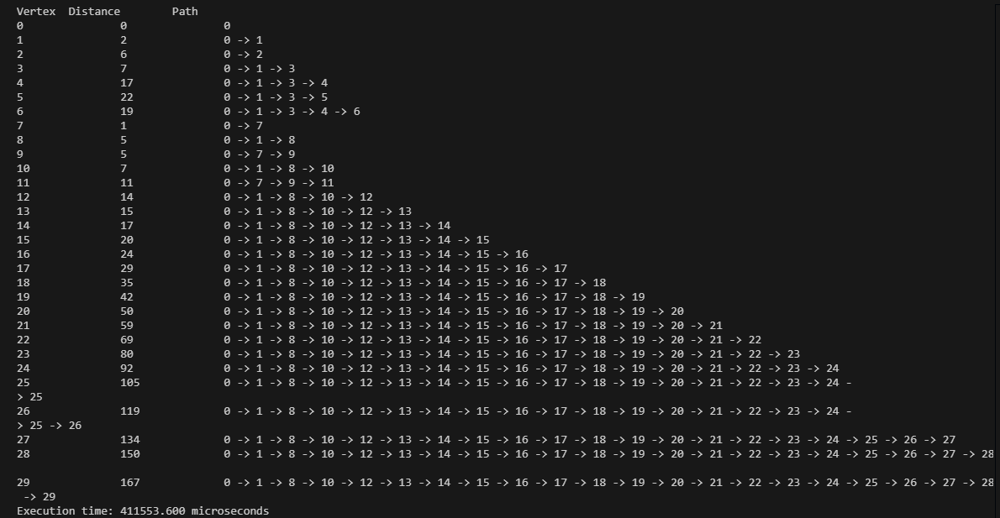 Vertex  Distance        Path
0               0               0
1               2               0 -> 1
2               6               0 -> 2
3               7               0 -> 1 -> 3
4               17              0 -> 1 -> 3 -> 4
5               22              0 -> 1 -> 3 -> 5
6               19              0 -> 1 -> 3 -> 4 -> 6
7               1               0 -> 7
8               5               0 -> 1 -> 8
9               5               0 -> 7 -> 9
10              7               0 -> 1 -> 8 -> 10
11              11              0 -> 7 -> 9 -> 11
12              14              0 -> 1 -> 8 -> 10 -> 12
13              15              0 -> 1 -> 8 -> 10 -> 12 -> 13
14              17              0 -> 1 -> 8 -> 10 -> 12 -> 13 -> 14
15              20              0 -> 1 -> 8 -> 10 -> 12 -> 13 -> 14 -> 15
16              24              0 -> 1 -> 8 -> 10 -> 12 -> 13 -> 14 -> 15 -> 16
17              29              0 -> 1 -> 8 -> 10 -> 12 -> 13 -> 14 -> 15 -> 16 -> 17
18              35              0 -> 1 -> 8 -> 10 -> 12 -> 13 -> 14 -> 15 -> 16 -> 17 -> 18
19              42              0 -> 1 -> 8 -> 10 -> 12 -> 13 -> 14 -> 15 -> 16 -> 17 -> 18 -> 19
20              50              0 -> 1 -> 8 -> 10 -> 12 -> 13 -> 14 -> 15 -> 16 -> 17 -> 18 -> 19 -> 20
21              59              0 -> 1 -> 8 -> 10 -> 12 -> 13 -> 14 -> 15 -> 16 -> 17 -> 18 -> 19 -> 20 -> 21
22              69              0 -> 1 -> 8 -> 10 -> 12 -> 13 -> 14 -> 15 -> 16 -> 17 -> 18 -> 19 -> 20 -> 21 -> 22
23              80              0 -> 1 -> 8 -> 10 -> 12 -> 13 -> 14 -> 15 -> 16 -> 17 -> 18 -> 19 -> 20 -> 21 -> 22 -> 23
24              92              0 -> 1 -> 8 -> 10 -> 12 -> 13 -> 14 -> 15 -> 16 -> 17 -> 18 -> 19 -> 20 -> 21 -> 22 -> 23 -> 24
25              105             0 -> 1 -> 8 -> 10 -> 12 -> 13 -> 14 -> 15 -> 16 -> 17 -> 18 -> 19 -> 20 -> 21 -> 22 -> 23 -> 24 -
> 25
26              119             0 -> 1 -> 8 -> 10 -> 12 -> 13 -> 14 -> 15 -> 16 -> 17 -> 18 -> 19 -> 20 -> 21 -> 22 -> 23 -> 24 -
> 25 -> 26
27              134             0 -> 1 -> 8 -> 10 -> 12 -> 13 -> 14 -> 15 -> 16 -> 17 -> 18 -> 19 -> 20 -> 21 -> 22 -> 23 -> 24 -> 25 -> 26 -> 27
28              150             0 -> 1 -> 8 -> 10 -> 12 -> 13 -> 14 -> 15 -> 16 -> 17 -> 18 -> 19 -> 20 -> 21 -> 22 -> 23 -> 24 -> 25 -> 26 -> 27 -> 28
29              167             0 -> 1 -> 8 -> 10 -> 12 -> 13 -> 14 -> 15 -> 16 -> 17 -> 18 -> 19 -> 20 -> 21 -> 22 -> 23 -> 24 -> 25 -> 26 -> 27 -> 28
 -> 29
Execution time: 411553.600 microseconds